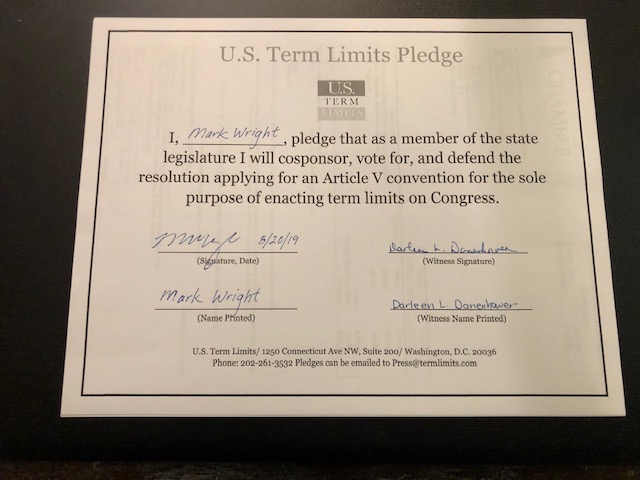 U.S. Term Limits Pledge
U.S.
TERM
LIMITS
I, Mark Wright, pledge that as a member of the state
legislature I will cosponsor, vote for, and defend the
resolution applying for an Article V convention for the sole
purpose of enacting term limits on Congress.
8/20/19 Darleen L. Danenhower
(Signature, Date) (Witness Signature)
Mark Wright Darleen L. Danenhower
(Name Printed) (Witness Name Printed)
U.S. Term Limits/ 1250 Connecticut Ave NW, Suite 200/ Washington, D.C. 20036
Phone: 202-261-3532 Pledges can be emailed to Press@termlimits.com